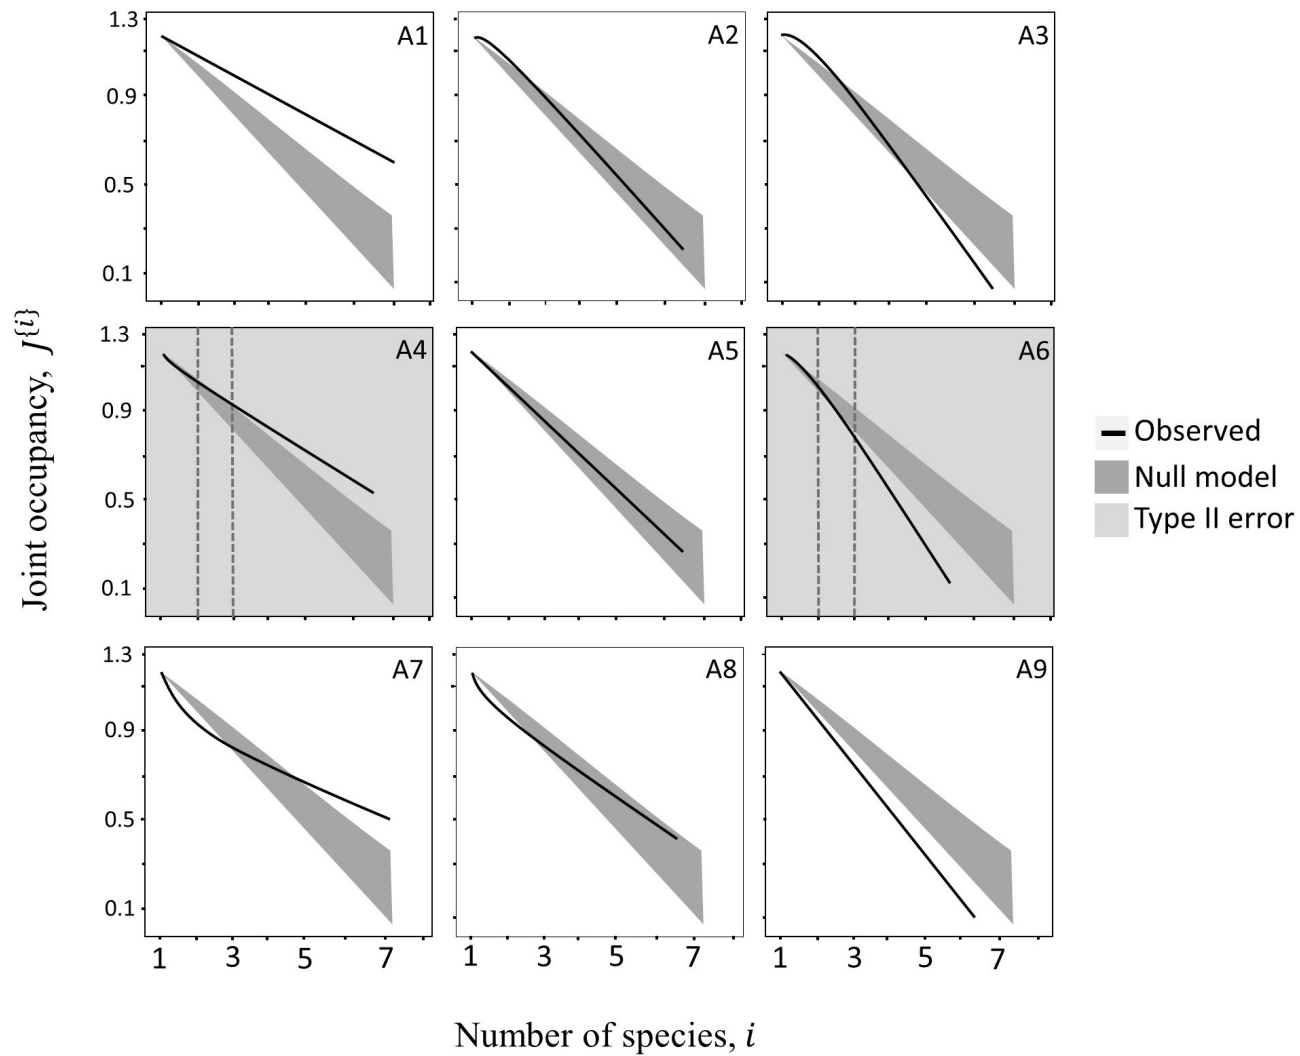 1.3
0.9
0.5
0.1
A1
A2
A3
1.3
0.9
0.5
0.1
A4
A5
A6
1.3
0.9
0.5
0.1
A7
A8
A9
1 3 5 7
1 3 5 7
1 3 5 7
Joint occupancy, J{i}
Number of species, i
Observed
Null model
Type II error